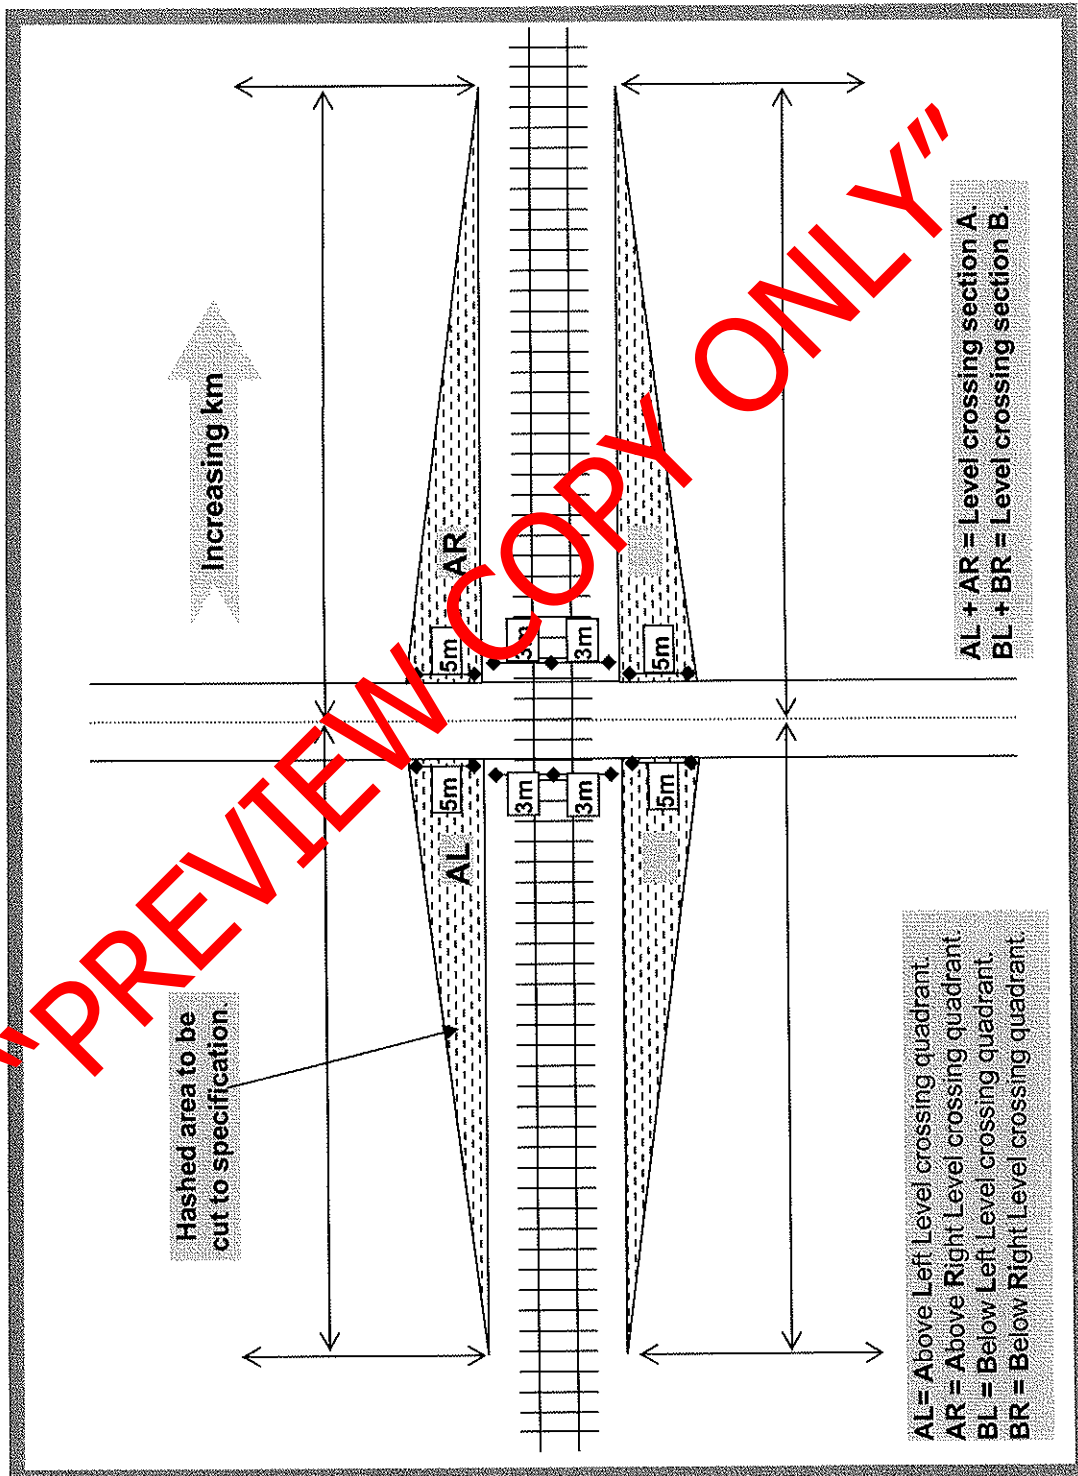 "PREVIEW COPY ONLY"
Increasing km
Hashed area to be
cut to specification.
AL
AR
5m
5m
3m
3m
3m
3m
5m
5m
AL= Above Left Level crossing quadrant.
AR = Above Right Level crossing quadrant.
BL = Below Left Level crossing quadrant.
BR = Below Right Level crossing quadrant.
AL + AR = Level crossing section A.
BL + BR = Level crossing section B.